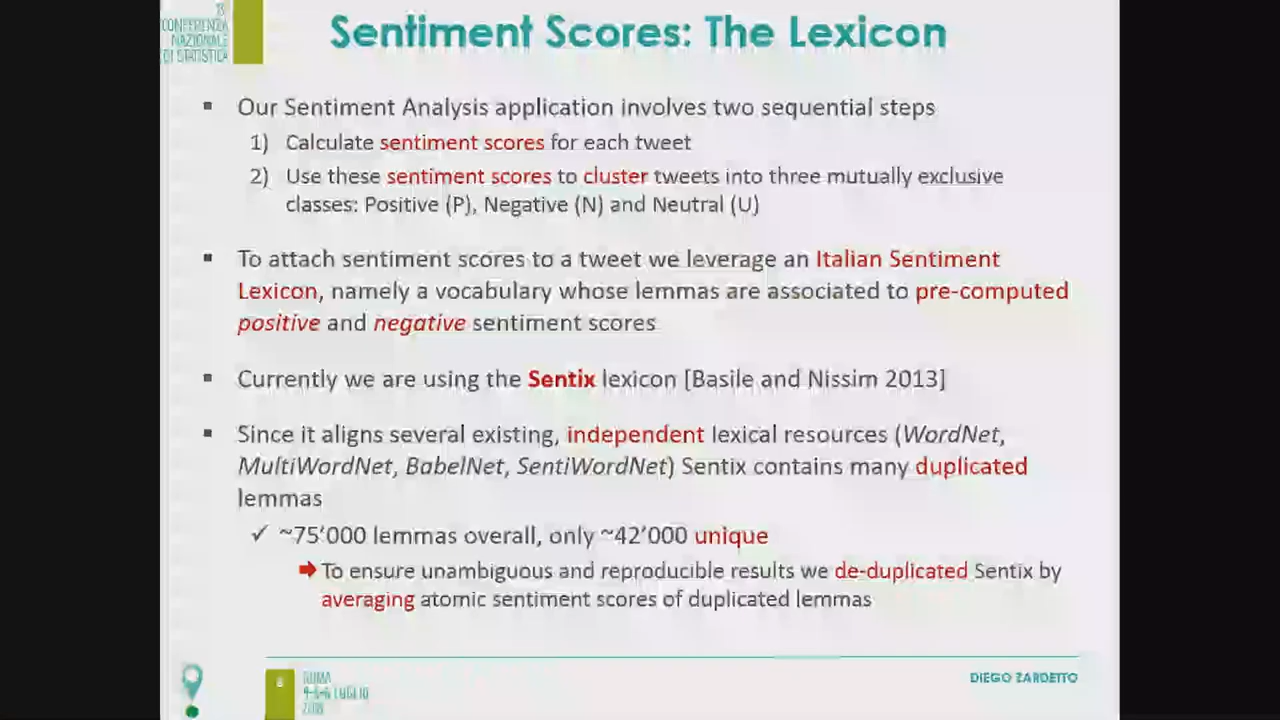 13
CONFERENZA
NAZIONALE
DI STATISTICA
Sentiment Scores: The Lexicon
▪ Our Sentiment Analysis application involves two sequential steps
1) Calculate sentiment scores for each tweet
2) Use these sentiment scores to cluster tweets into three mutually exclusive
classes: Positive (P), Negative (N) and Neutral (U)
▪ To attach sentiment scores to a tweet we leverage an Italian Sentiment
Lexicon, namely a vocabulary whose lemmas are associated to pre-computed
positive and negative sentiment scores
▪ Currently we are using the Sentix lexicon [Basile and Nissim 2013]
▪ Since it aligns several existing, independent lexical resources (WordNet,
MultiWordNet, BabelNet, SentiWordNet) Sentix contains many duplicated
lemmas
✓ ~75'000 lemmas overall, only ~42'000 unique
➡ To ensure unambiguous and reproducible results we de-duplicated Sentix by
averaging atomic sentiment scores of duplicated lemmas
ROMA
LUGLIO
DIEGO ZARDETTO